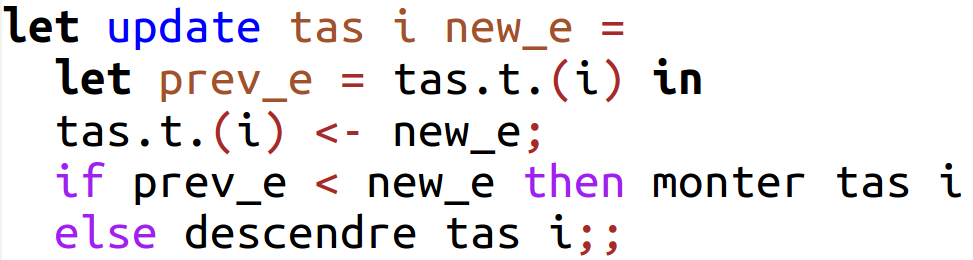 let update tas i new_e =
  let prev_e = tas.t.(i) in
  tas.t.(i) <- new_e;
  if prev_e < new_e then monter tas i
  else descendre tas i;;